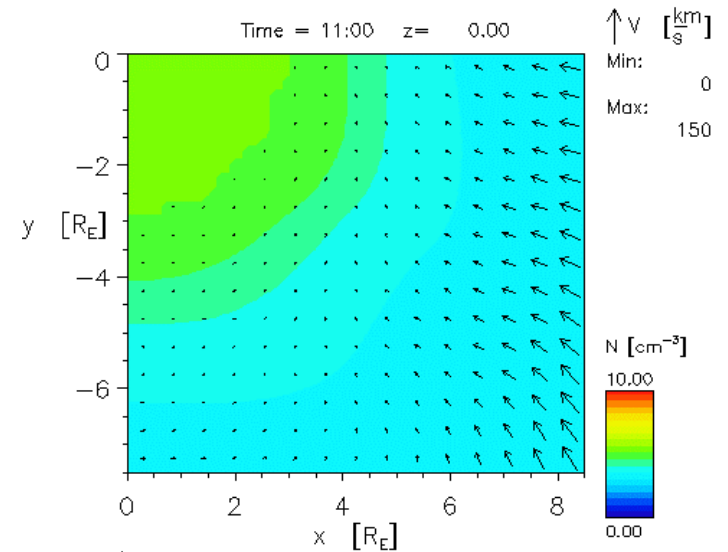 Time = 11:00 z= 0.00
V [km/s]
Min:
0
Max:
150
0
−2
−4
−6
y [R_E]
0 2 4 6 8
x [R_E]
N [cm⁻³]
10.00
0.00